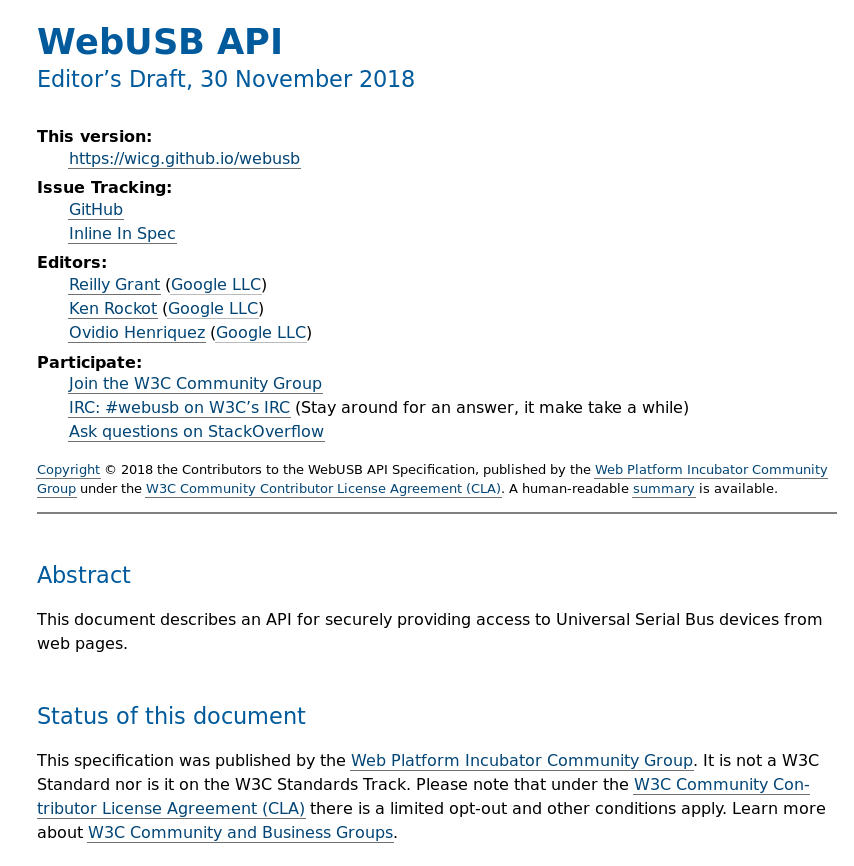 WebUSB API
Editor’s Draft, 30 November 2018
This version:
https://wicg.github.io/webusb
Issue Tracking:
GitHub
Inline In Spec
Editors:
Reilly Grant (Google LLC)
Ken Rockot (Google LLC)
Ovidio Henriquez (Google LLC)
Participate:
Join the W3C Community Group
IRC: #webusb on W3C’s IRC (Stay around for an answer, it make take a while)
Ask questions on StackOverflow
Copyright © 2018 the Contributors to the WebUSB API Specification, published by the Web Platform Incubator Community
Group under the W3C Community Contributor License Agreement (CLA). A human-readable summary is available.
Abstract
This document describes an API for securely providing access to Universal Serial Bus devices from
web pages.
Status of this document
This specification was published by the Web Platform Incubator Community Group. It is not a W3C
Standard nor is it on the W3C Standards Track. Please note that under the W3C Community Con-
tributor License Agreement (CLA) there is a limited opt-out and other conditions apply. Learn more
about W3C Community and Business Groups.